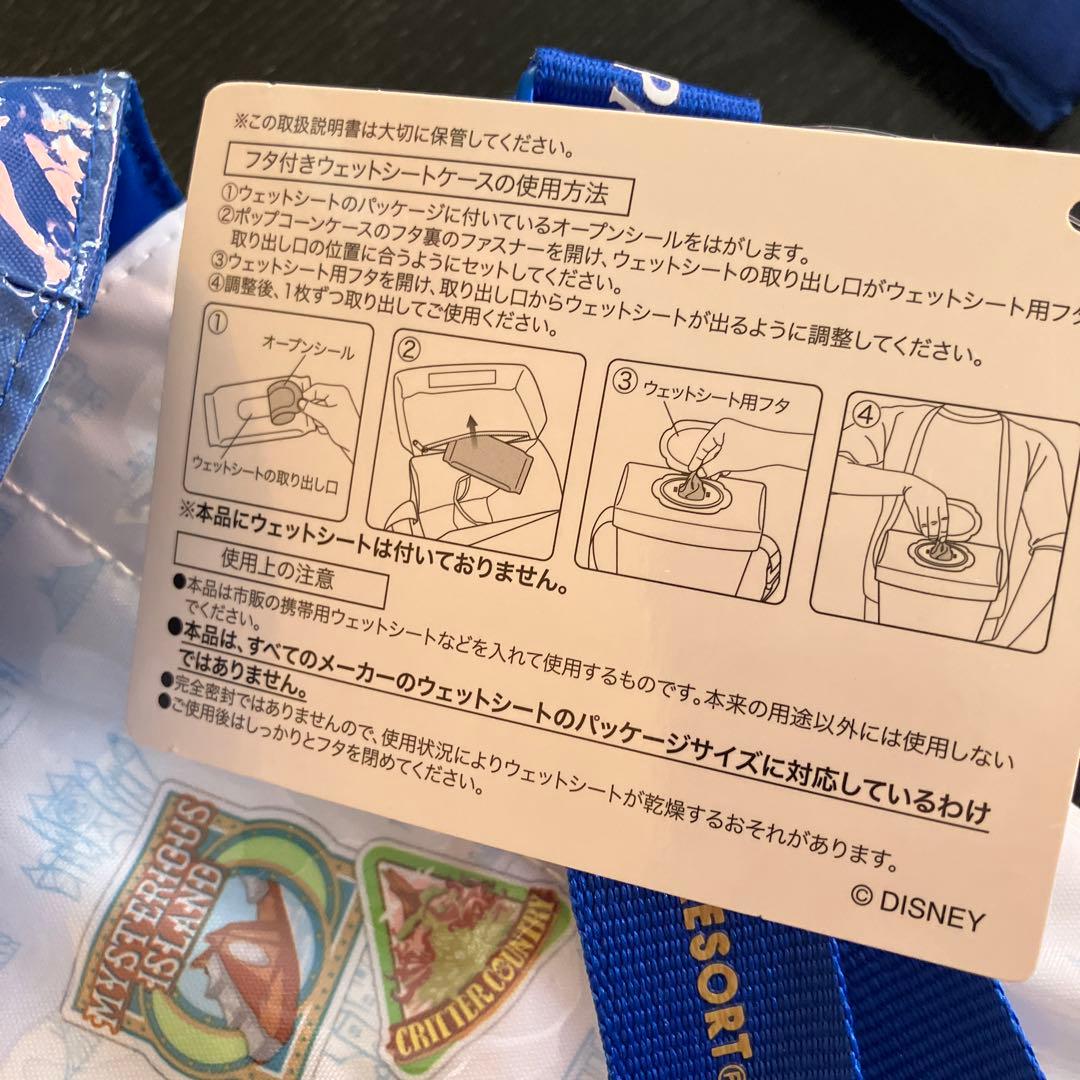 ※この取扱説明書は大切に保管してください。
フタ付きウェットシートケースの使用方法
①ウェットシートのパッケージに付いているオープンシールをはがします。
②ポップコーンケースのフタ裏のファスナーを開け、ウェットシートの取り出し口がウェットシート用フタ
取り出し口の位置に合うようにセットしてください。
③ウェットシート用フタを開け、取り出し口からウェットシートが出るように調整してください。
④調整後、1枚ずつ取り出してご使用ください。
①
オープンシール
ウェットシートの取り出し口
②
③ ウェットシート用フタ
④
※本品にウェットシートは付いておりません。
使用上の注意
●本品は市販の携帯用ウェットシートなどを入れて使用するものです。本来の用途以外には使用しない
でください。
●本品は、すべてのメーカーのウェットシートのパッケージサイズに対応しているわけ
ではありません。
●完全密封ではありませんので、使用状況によりウェットシートが乾燥するおそれがあります。
●ご使用後はしっかりとフタを閉めてください。
© DISNEY
MYSTERIOUS
ISLAND
CRITTER COUNTRY
ESORT®